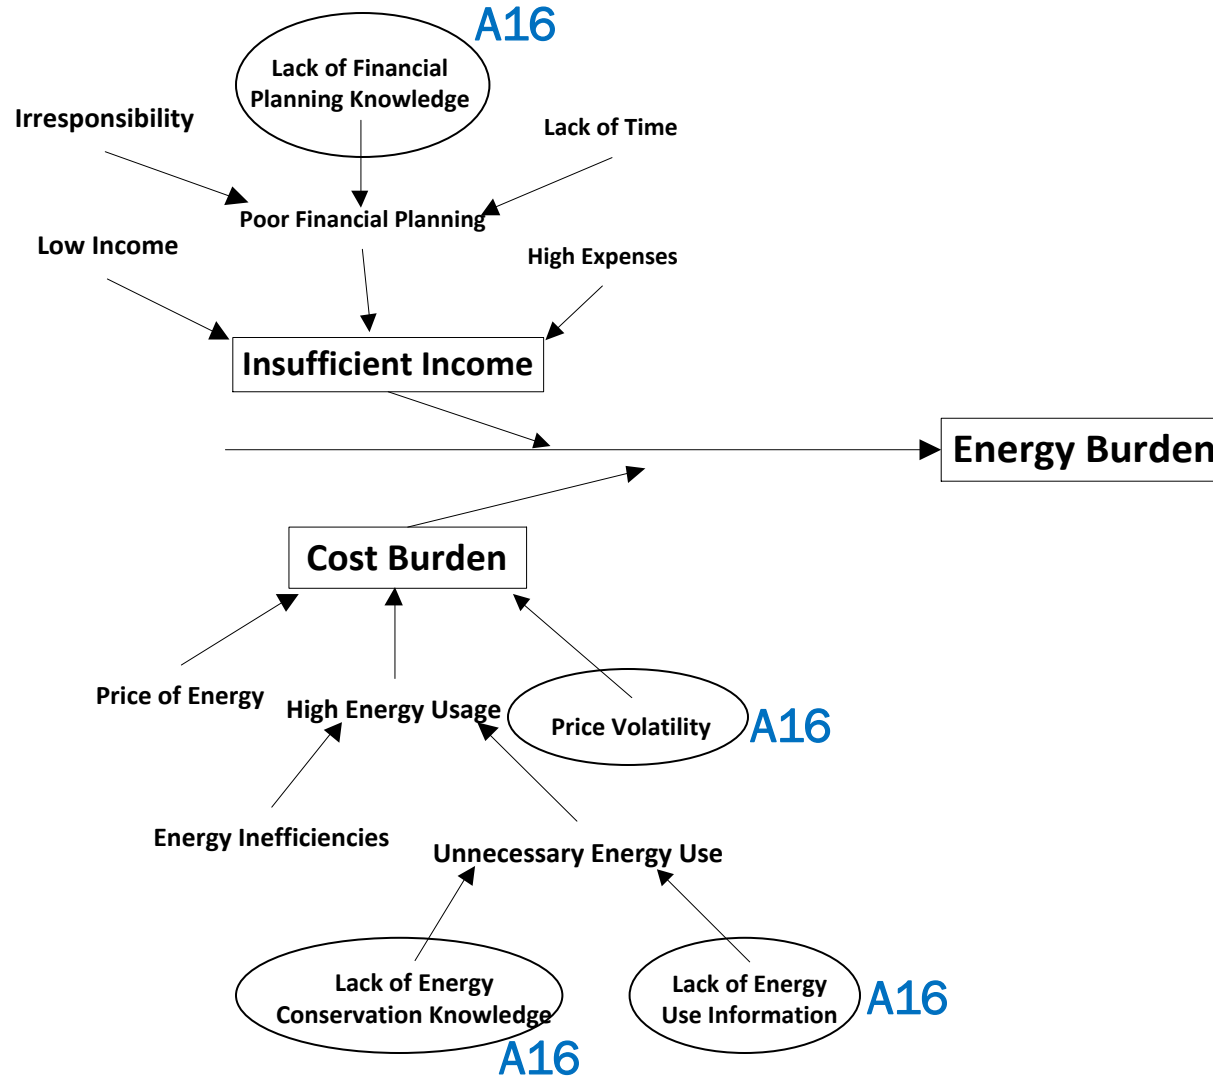 A16
Lack of Financial
Planning Knowledge
Irresponsibility
Lack of Time
Poor Financial Planning
Low Income
High Expenses
Insufficient Income
Energy Burden
Cost Burden
Price of Energy
High Energy Usage
Price Volatility
A16
Energy Inefficiencies
Unnecessary Energy Use
Lack of Energy
Conservation Knowledge
A16
Lack of Energy
Use Information
A16